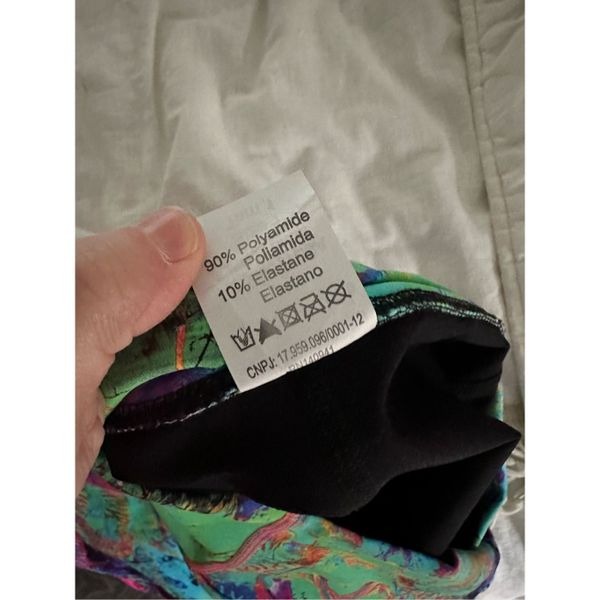 90% Polyamide
Poliamida
10% Elastane
Elastano
CNPJ: 17.959.096/0001-12